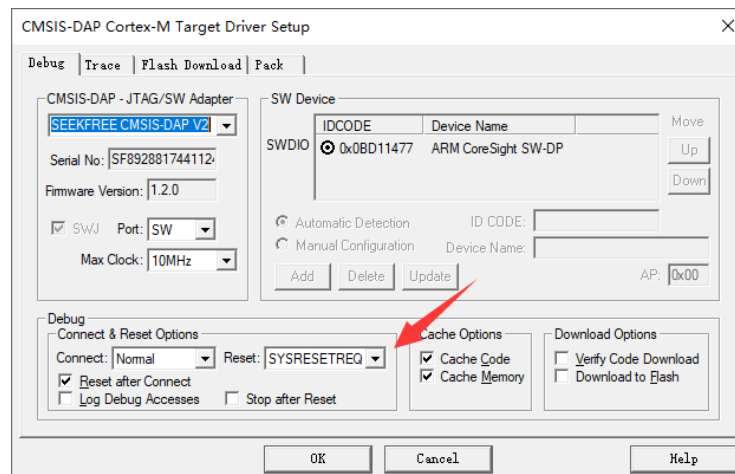 CMSIS-DAP Cortex-M Target Driver Setup
Debug | Trace | Flash Download | Pack
CMSIS-DAP - JTAG/SW Adapter
SEEKFREE CMSIS-DAP V2
Serial No: SF892881744112
Firmware Version: 1.2.0
SWJ Port: SW
Max Clock: 10MHz
SW Device
IDCODE Device Name
SWDIO 0x0BD11477 ARM CoreSight SW-DP
Move
Up
Down
Automatic Detection ID CODE:
Manual Configuration Device Name:
Add Delete Update AP: 0x00
Debug
Connect & Reset Options
Connect: Normal Reset: SYSRESETREQ
Reset after Connect
Log Debug Accesses Stop after Reset
Cache Options
Cache Code
Cache Memory
Download Options
Verify Code Download
Download to Flash
OK Cancel Help